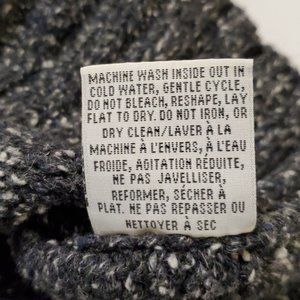 MACHINE WASH INSIDE OUT IN
COLD WATER, GENTLE CYCLE,
DO NOT BLEACH, RESHAPE, LAY
FLAT TO DRY. DO NOT IRON, OR
DRY CLEAN/LAVER À LA
MACHINE À L'ENVERS, À L'EAU
FROIDE, AGITATION RÉDUITE,
NE PAS JAVELLISER,
REFORMER, SÉCHER À
PLAT. NE PAS REPASSER OU
NETTOYER À SEC